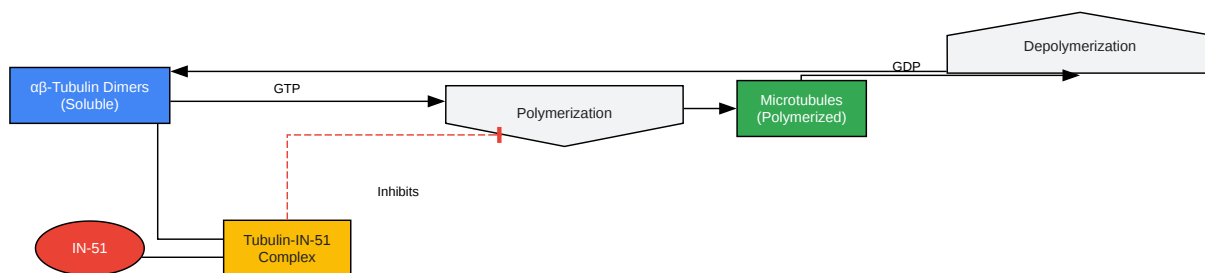 Depolymerization
GDP
αβ-Tubulin Dimers
(Soluble)
GTP
Polymerization
Microtubules
(Polymerized)
Inhibits
IN-51
Tubulin-IN-51
Complex